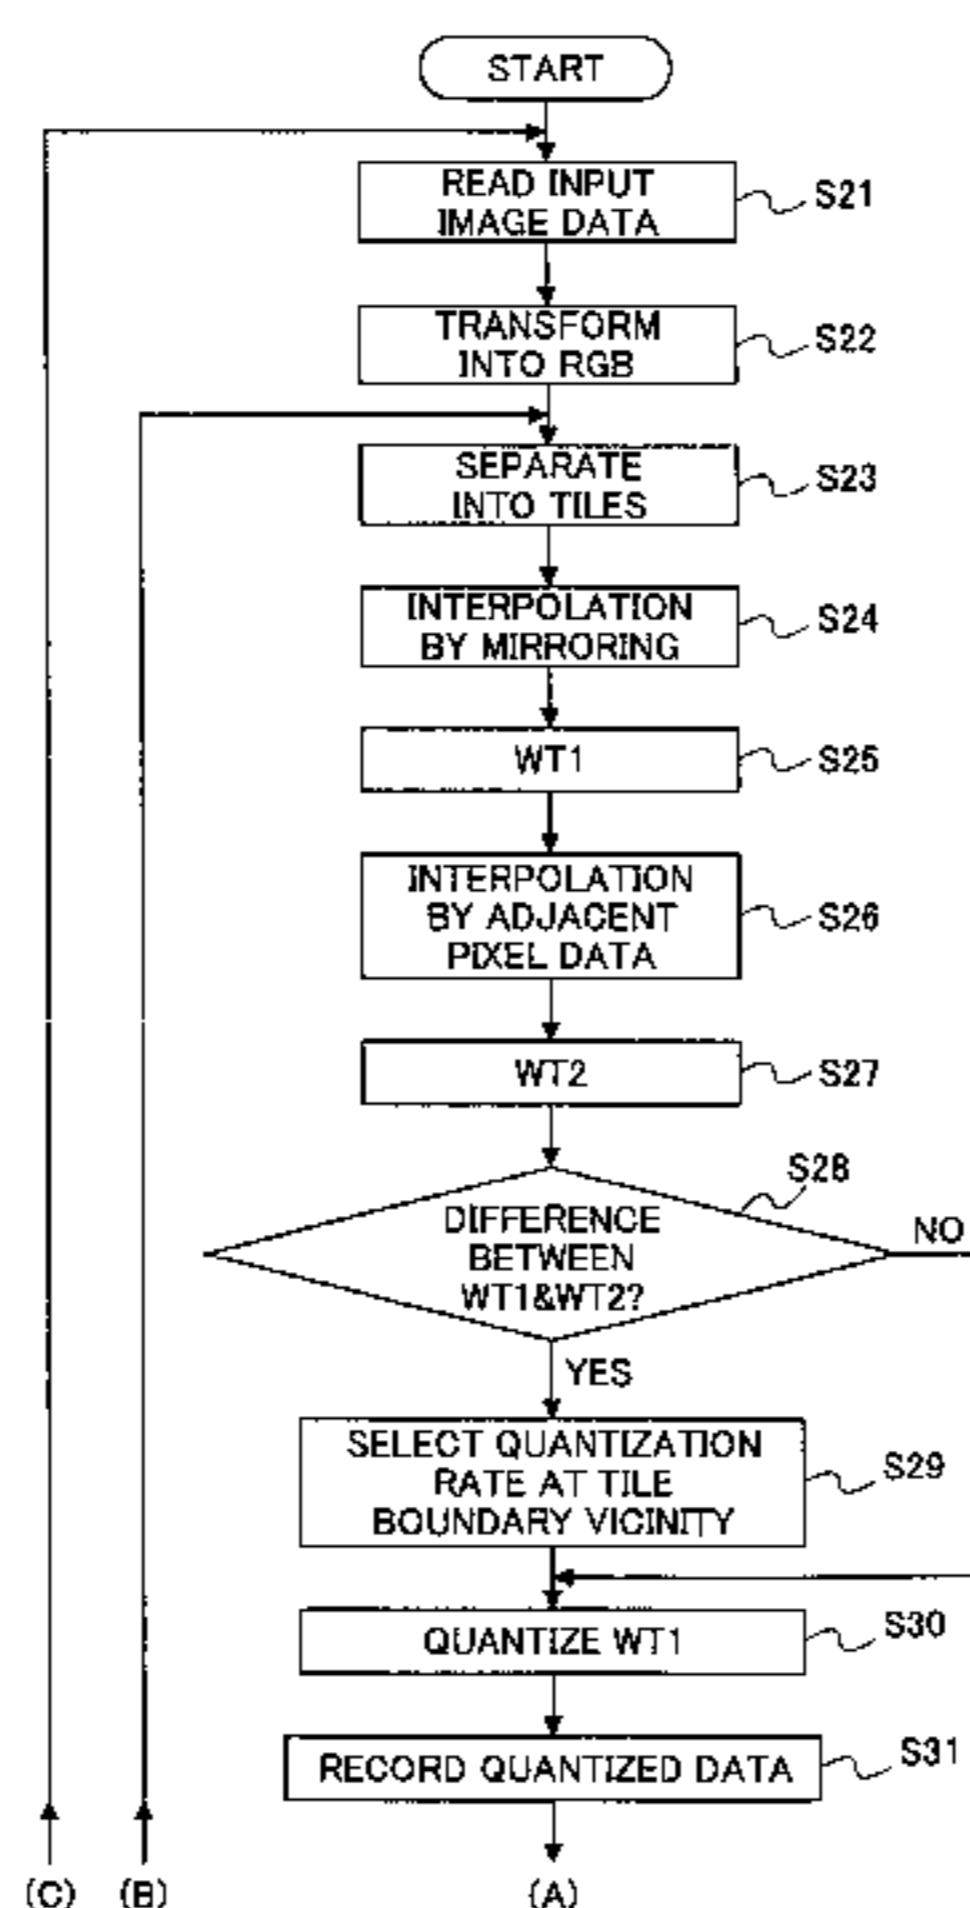 START
READ INPUT
IMAGE DATA
S21
TRANSFORM
INTO RGB
S22
SEPARATE
INTO TILES
S23
INTERPOLATION
BY MIRRORING
S24
WT1
S25
INTERPOLATION
BY ADJACENT
PIXEL DATA
S26
WT2
S27
S28
DIFFERENCE
BETWEEN
WT1&WT2?
NO
YES
SELECT QUANTIZATION
RATE AT TILE
BOUNDARY VICINITY
S29
QUANTIZE WT1
S30
RECORD QUANTIZED DATA
S31
(C) (B) (A)